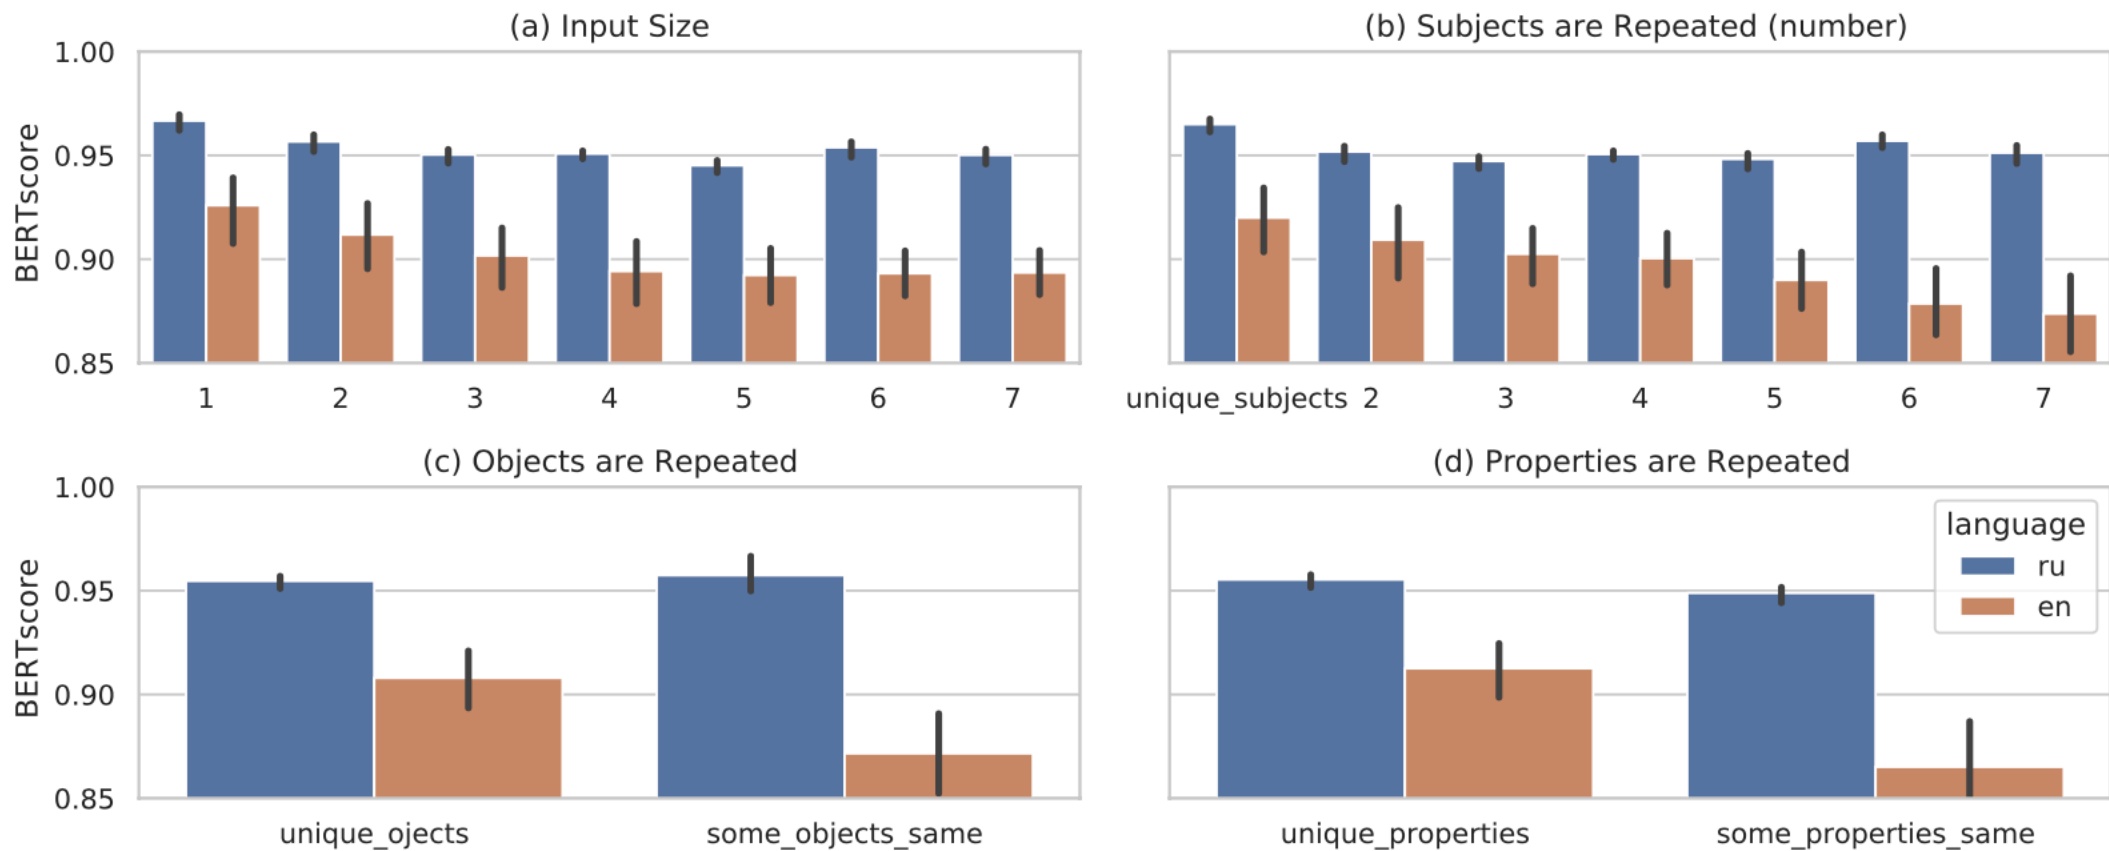 (a) Input Size
1.00
0.95
0.90
0.85
BERTscore
1 2 3 4 5 6 7
(b) Subjects are Repeated (number)
unique_subjects 2 3 4 5 6 7
(c) Objects are Repeated
1.00
0.95
0.90
0.85
BERTscore
unique_ojects some_objects_same
(d) Properties are Repeated
language
ru
en
unique_properties some_properties_same